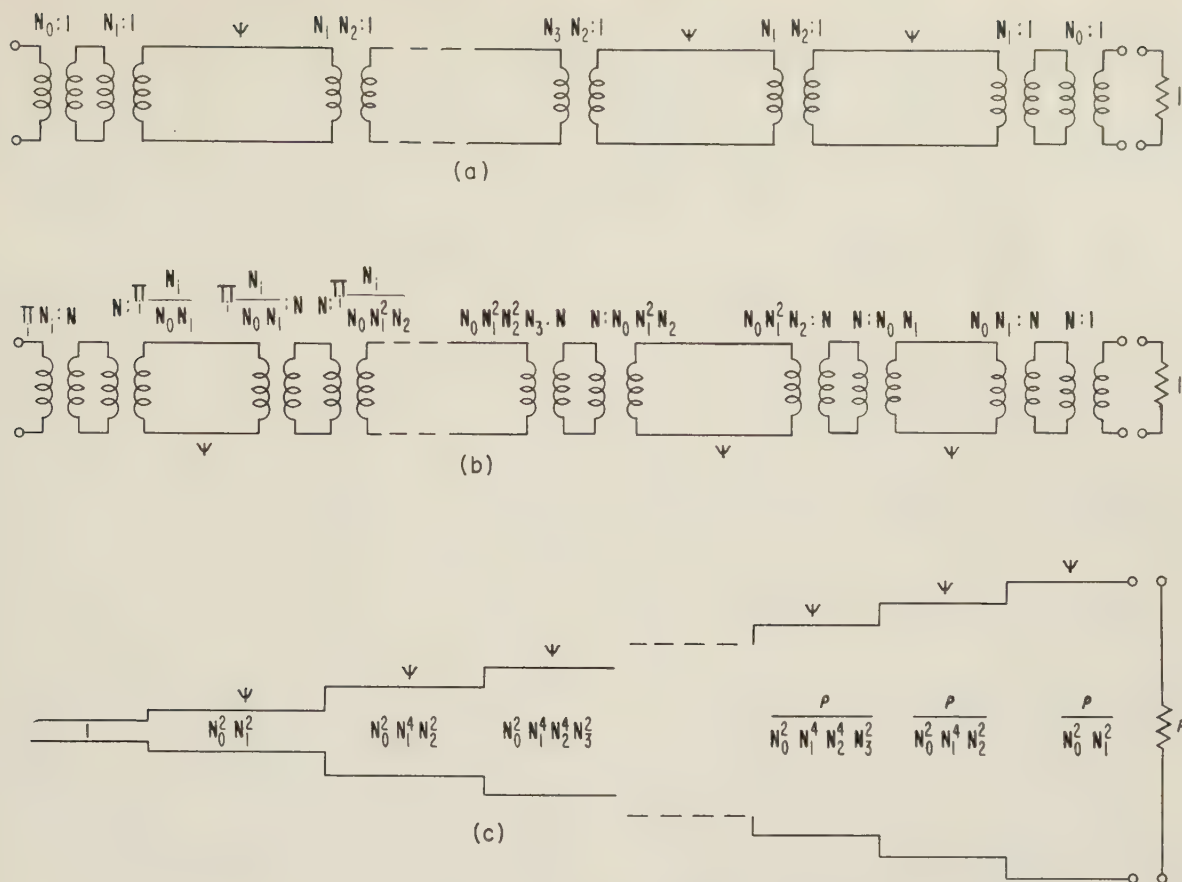 N₀:1 N₁:1 Ψ N₁ N₂:1 N₃ N₂:1 Ψ N₁ N₂:1 Ψ N₁:1 N₀:1
1
(a)
∏ᵢ Nᵢ:N N:∏ᵢ Nᵢ/(N₀ N₁) ∏ᵢ Nᵢ/(N₀ N₁):N N:∏ᵢ Nᵢ/(N₀ N₁² N₂) N₀ N₁² N₂² N₃.N N:N₀ N₁² N₂ N₀ N₁² N₂:N N:N₀ N₁ N₀ N₁:N N:1
1
Ψ Ψ Ψ
(b)
Ψ Ψ Ψ Ψ Ψ Ψ
1 N₀² N₁² N₀² N₁⁴ N₂² N₀² N₁⁴ N₂⁴ N₃² ρ/(N₀² N₁⁴ N₂⁴ N₃²) ρ/(N₀² N₁⁴ N₂²) ρ/(N₀² N₁²)
(c)